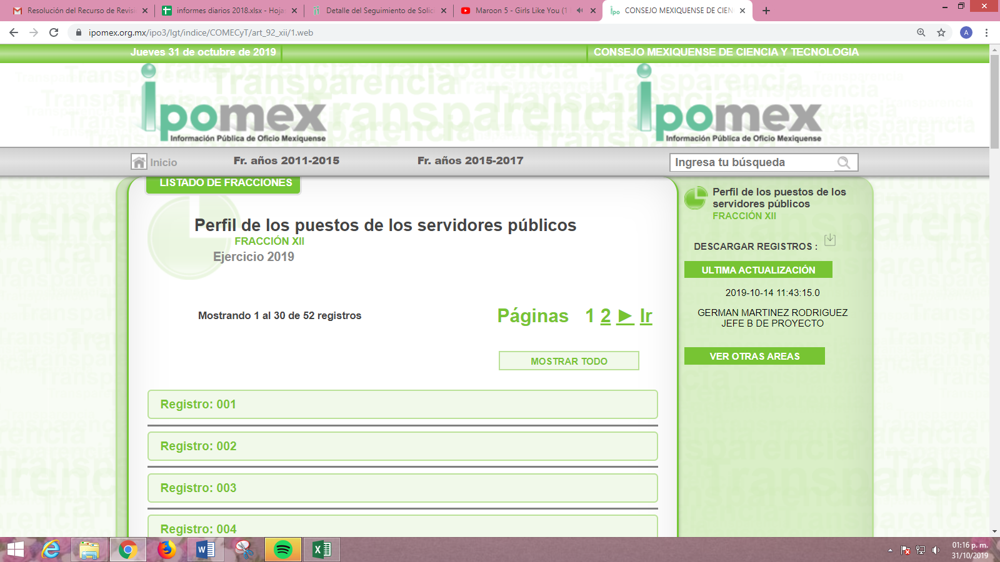 Resolución del Recurso de Revisi
informes diarios 2018.xlsx - Hoja
Detalle del Seguimiento de Solic
Maroon 5 - Girls Like You (1
CONSEJO MEXIQUENSE DE CIEN
ipomex.org.mx/ipo3/lgt/indice/COMECyT/art_92_xii/1.web
A
Jueves 31 de octubre de 2019
CONSEJO MEXIQUENSE DE CIENCIA Y TECNOLOGIA
ipomex
Información Pública de Oficio Mexiquense
ipomex
Información Pública de Oficio Mexiquense
Transparencia
Inicio
Fr. años 2011-2015
Fr. años 2015-2017
Ingresa tu búsqueda
LISTADO DE FRACCIONES
Perfil de los puestos de los servidores públicos
FRACCIÓN XII
Ejercicio 2019
Mostrando 1 al 30 de 52 registros
Páginas 1 2 ► Ir
MOSTRAR TODO
Registro: 001
Registro: 002
Registro: 003
Registro: 004
Perfil de los puestos de los
servidores públicos
FRACCIÓN XII
DESCARGAR REGISTROS :
ULTIMA ACTUALIZACIÓN
2019-10-14 11:43:15.0
GERMAN MARTINEZ RODRIGUEZ
JEFE B DE PROYECTO
VER OTRAS AREAS
01:16 p. m.
31/10/2019